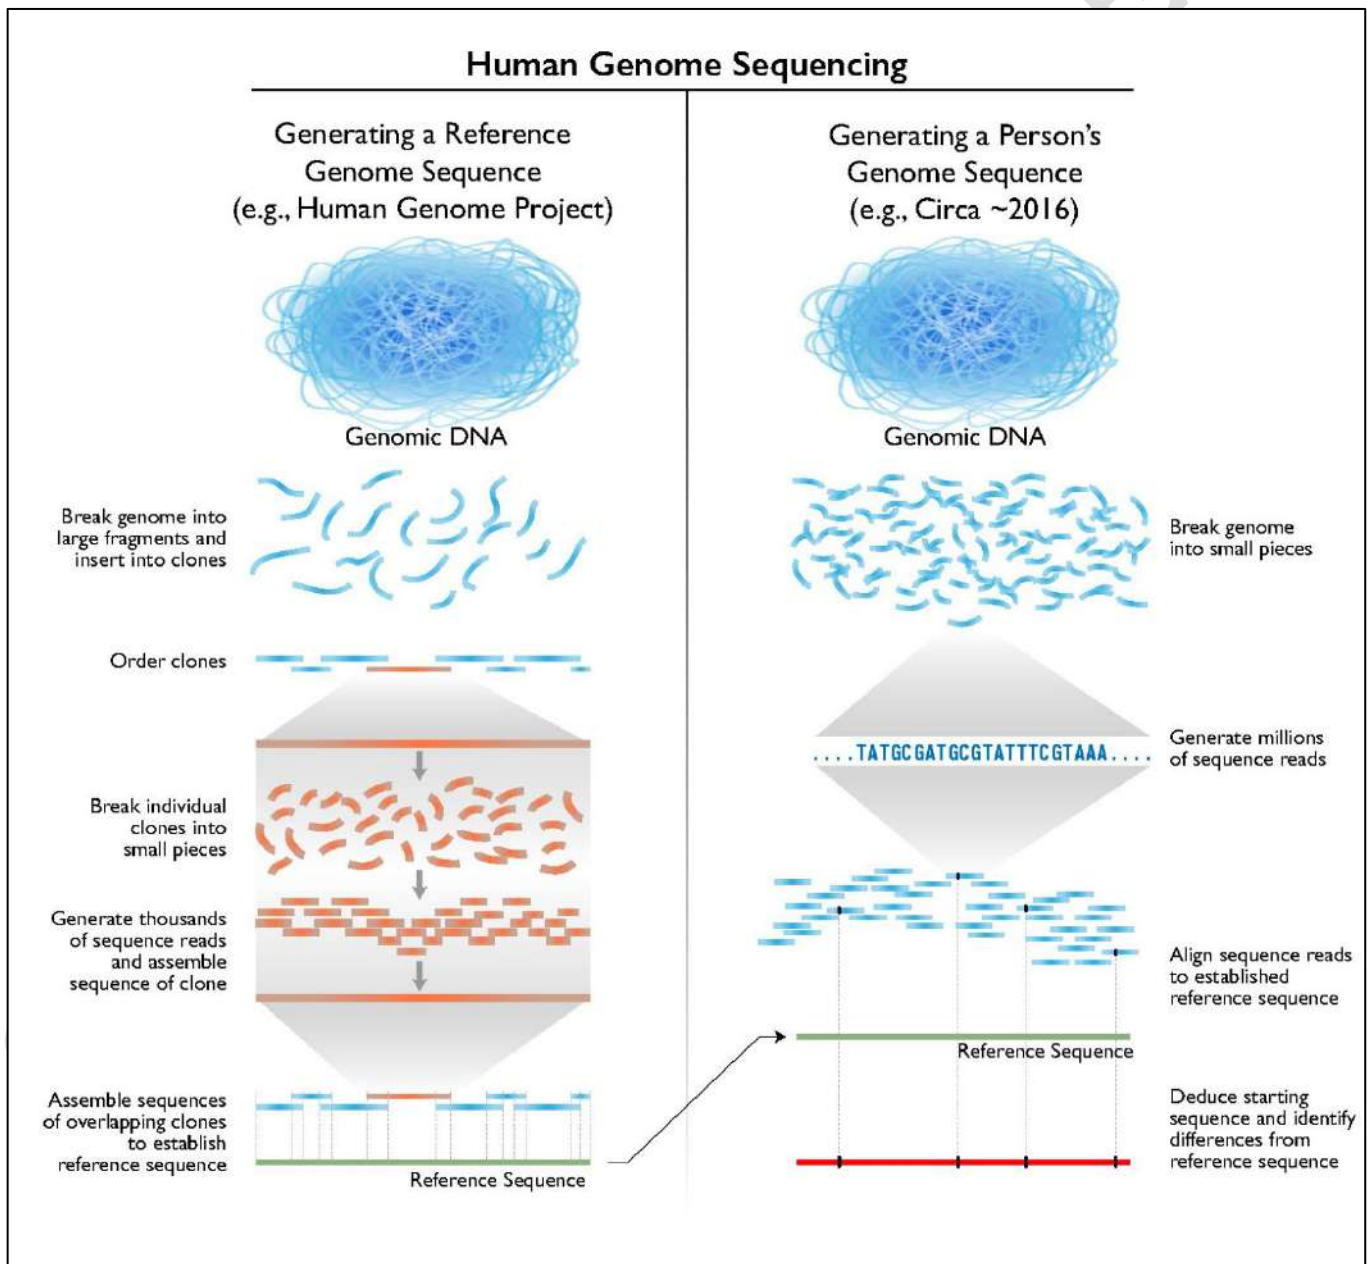 Human Genome Sequencing
Generating a Reference
Genome Sequence
(e.g., Human Genome Project)
Genomic DNA
Break genome into
large fragments and
insert into clones
Order clones
Break individual
clones into
small pieces
Generate thousands
of sequence reads
and assemble
sequence of clone
Assemble sequences
of overlapping clones
to establish
reference sequence
Reference Sequence
Generating a Person's
Genome Sequence
(e.g., Circa ~2016)
Genomic DNA
Break genome
into small pieces
....TATGCGATGCGTATTTCGTAAA....
Generate millions
of sequence reads
Align sequence reads
to established
reference sequence
Reference Sequence
Deduce starting
sequence and identify
differences from
reference sequence